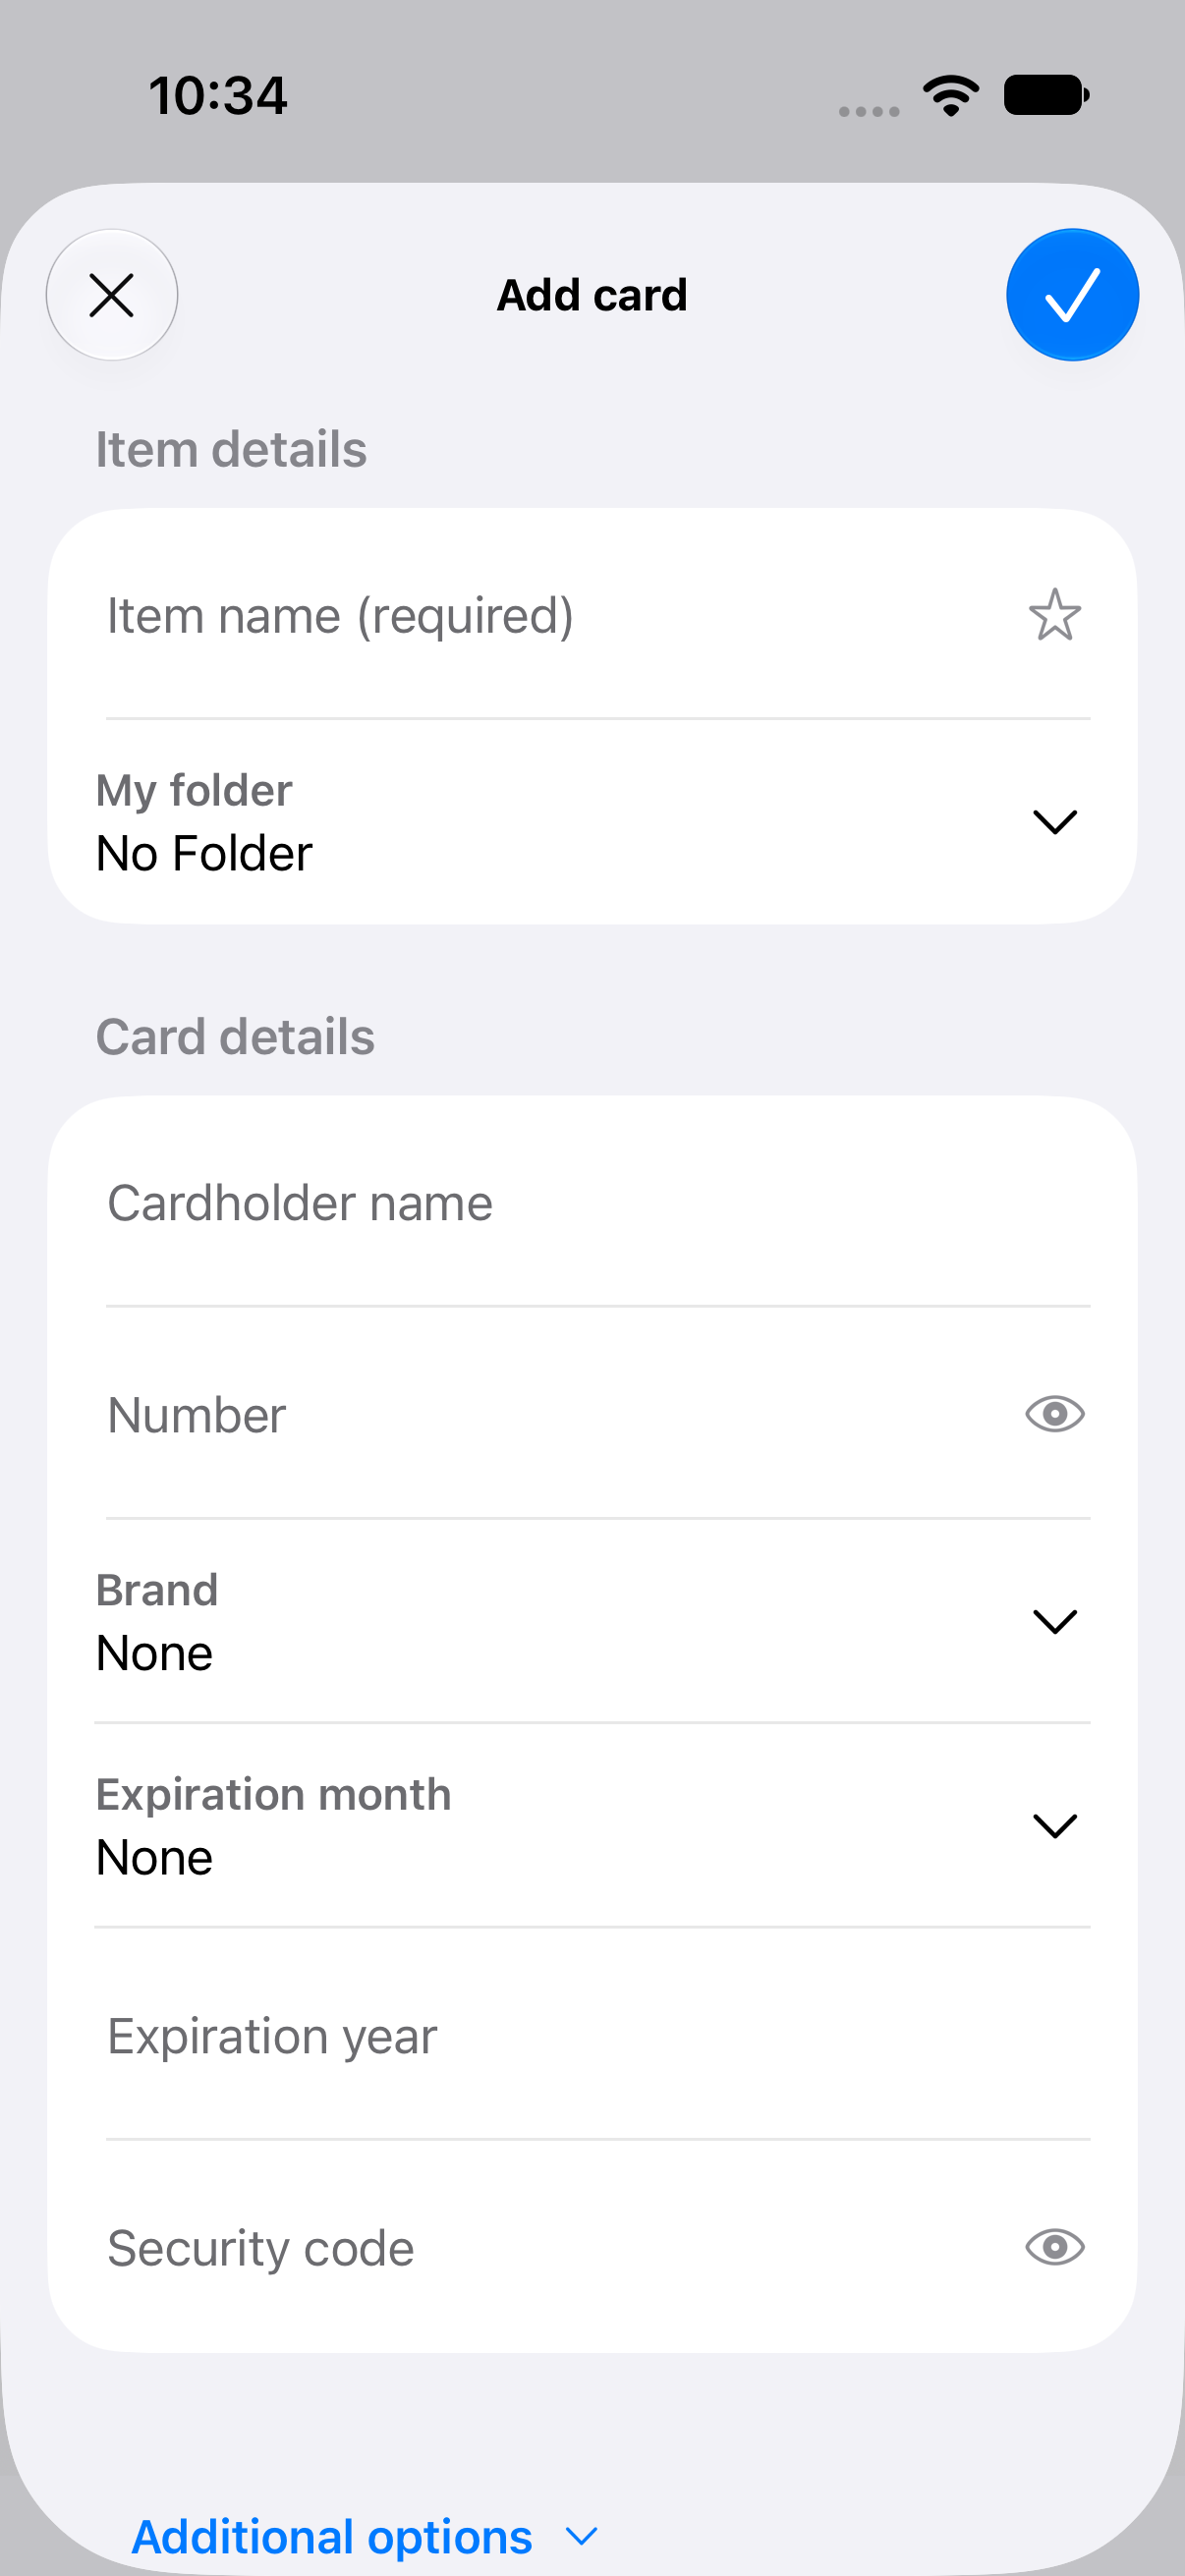 10:34
Add card
Item details
Item name (required)
My folder
No Folder
Card details
Cardholder name
Number
Brand
None
Expiration month
None
Expiration year
Security code
Additional options